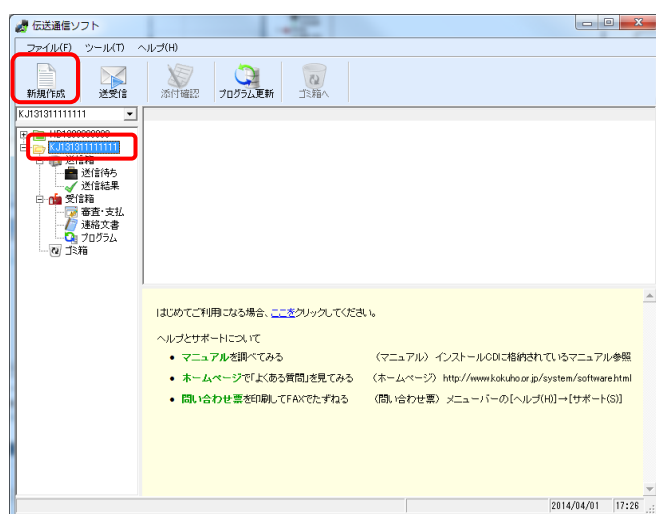 伝送通信ソフト
ファイル(F) ツール(T) ヘルプ(H)
新規作成 送受信 添付確認 プログラム更新 ゴミ箱へ
KJ131311111111
KJ131311111111
送信箱
送信待ち
送信結果
受信箱
審査・支払
連絡文書
プログラム
ゴミ箱
はじめてご利用になる場合、ここをクリックしてください。
ヘルプとサポートについて
• マニュアルを調べてみる （マニュアル） インストールCDに格納されているマニュアル参照
• ホームページで「よくある質問」を見てみる （ホームページ） http://www.kokuho.or.jp/system/software.html
• 問い合わせ票を印刷してFAXでたずねる （問い合わせ票） メニューバーの[ヘルプ(H)]→[サポート(S)]
2014/04/01 17:26